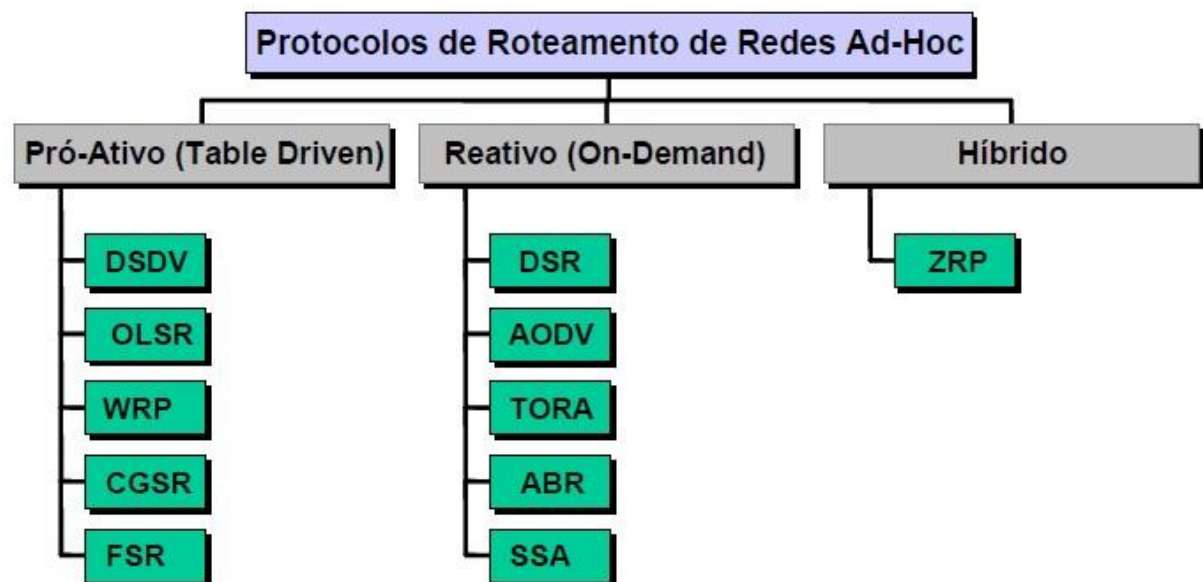 Protocolos de Roteamento de Redes Ad-Hoc
Pró-Ativo (Table Driven)
Reativo (On-Demand)
Híbrido
DSDV
OLSR
WRP
CGSR
FSR
DSR
AODV
TORA
ABR
SSA
ZRP